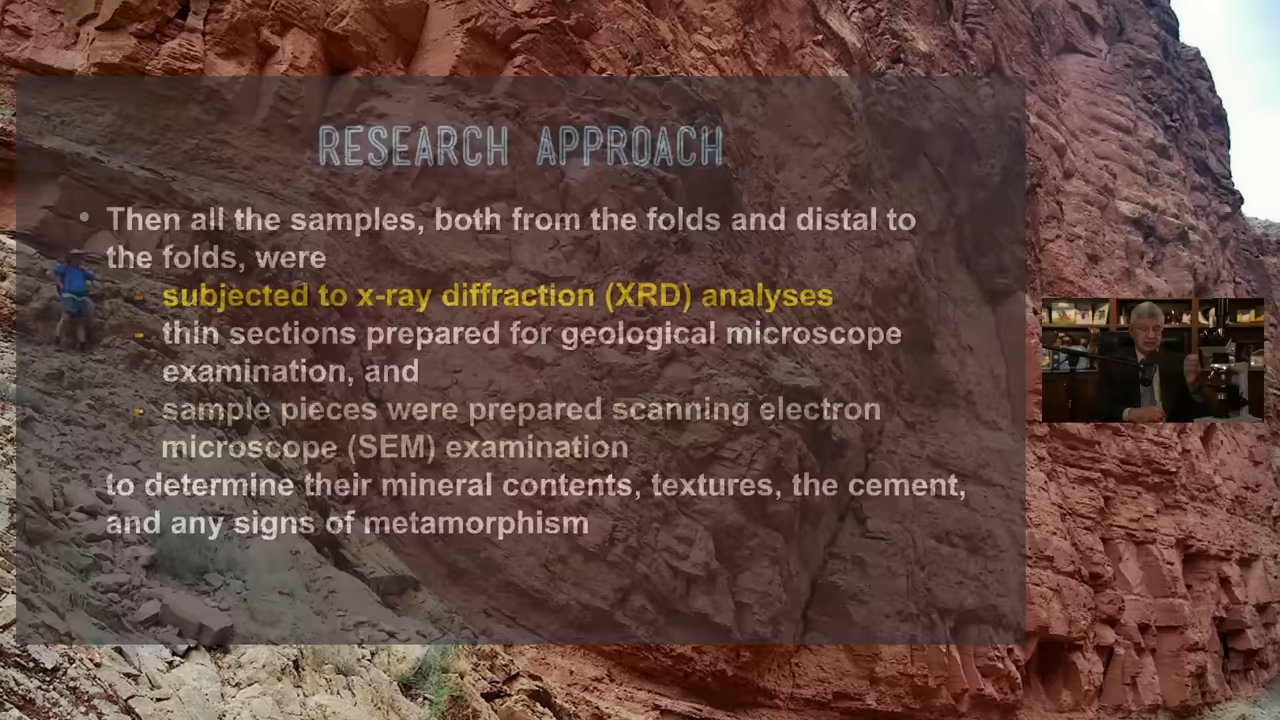 RESEARCH APPROACH
• Then all the samples, both from the folds and distal to
the folds, were
- subjected to x-ray diffraction (XRD) analyses
- thin sections prepared for geological microscope
examination, and
- sample pieces were prepared scanning electron
microscope (SEM) examination
to determine their mineral contents, textures, the cement,
and any signs of metamorphism